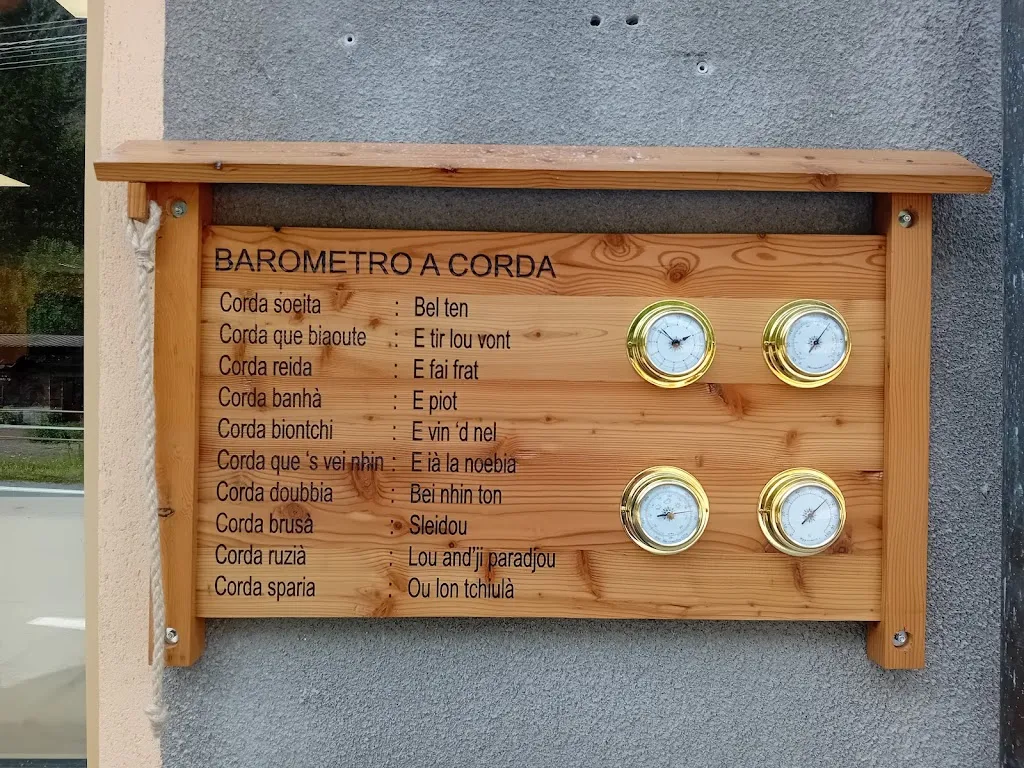 BAROMETRO A CORDA
Corda soeita : Bel ten
Corda que biaoute : E tir lou vont
Corda reida : E fai frat
Corda banhà : E piot
Corda biontchi : E vin ‘d nel
Corda que ‘s vei nhin : E ià la noebia
Corda doubbia : Bei nhin ton
Corda brusà : Sleidou
Corda ruzià : Lou and’ji paradjou
Corda sparia : Ou lon tchiulà